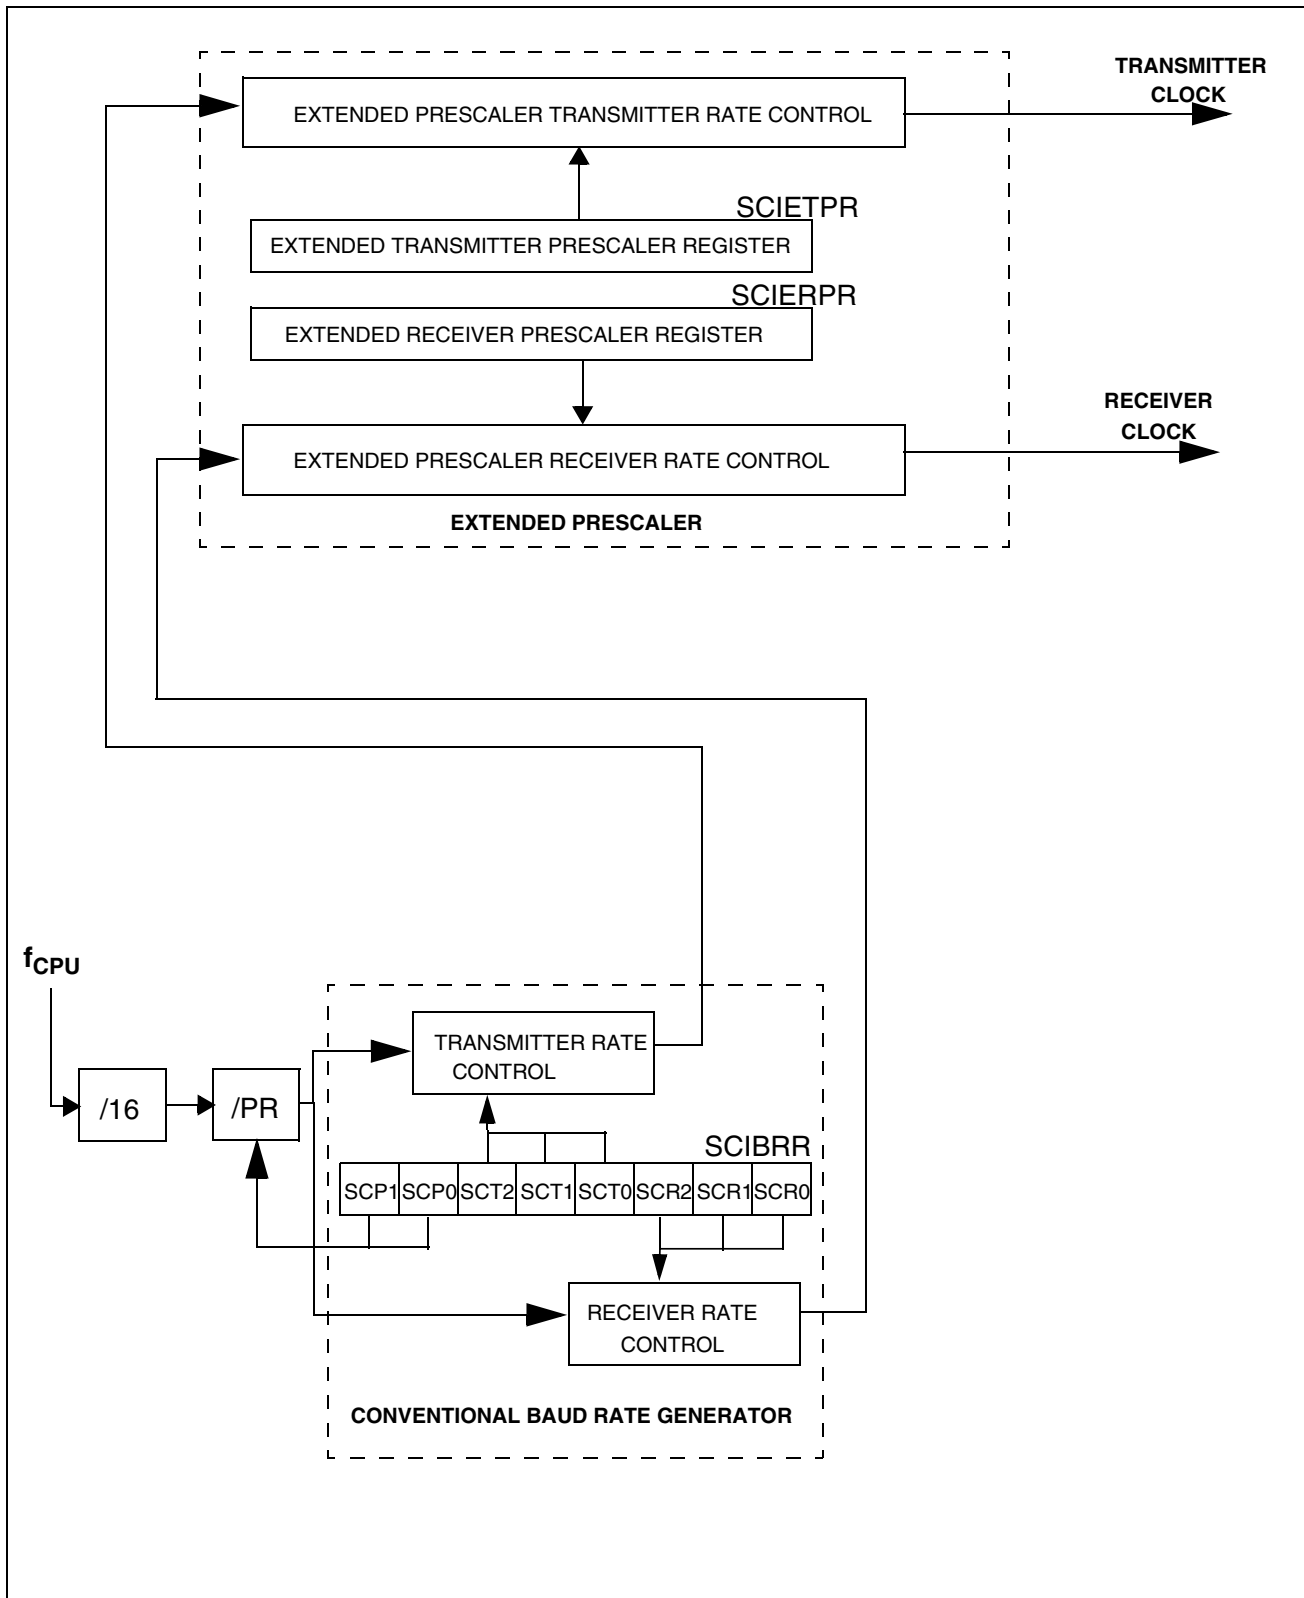 TRANSMITTER
CLOCK
EXTENDED PRESCALER TRANSMITTER RATE CONTROL
SCIETPR
EXTENDED TRANSMITTER PRESCALER REGISTER
SCIERPR
EXTENDED RECEIVER PRESCALER REGISTER
RECEIVER
CLOCK
EXTENDED PRESCALER RECEIVER RATE CONTROL
EXTENDED PRESCALER
fCPU
TRANSMITTER RATE
CONTROL
/16
/PR
SCIBRR
SCP1 SCP0 SCT2 SCT1 SCT0 SCR2 SCR1 SCR0
RECEIVER RATE
CONTROL
CONVENTIONAL BAUD RATE GENERATOR